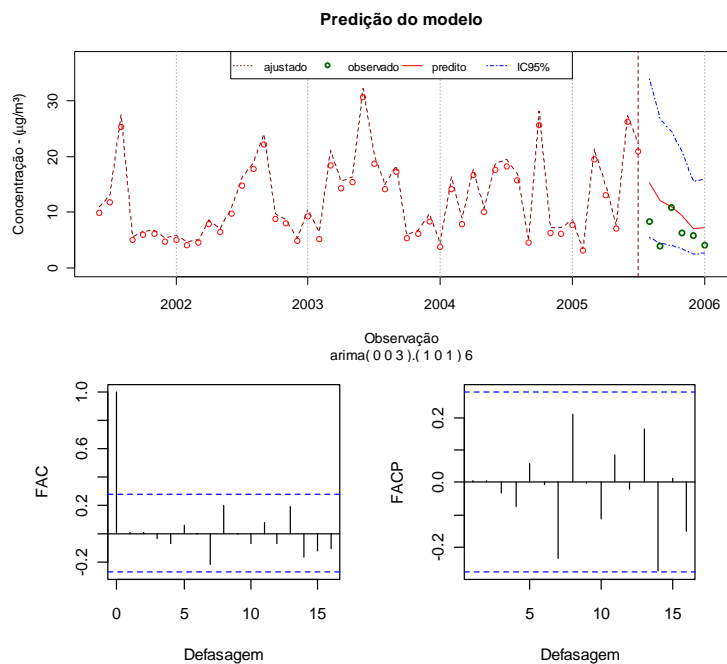 Predição do modelo
ajustado observado predito IC95%
Concentração - (µg/m³)
30
20
10
0
2002 2003 2004 2005 2006
Observação
arima( 0 0 3 ).( 1 0 1 ) 6
FAC
1.0
0.6
0.2
-0.2
0 5 10 15
Defasagem
FACP
0.2
0.0
-0.2
5 10 15
Defasagem